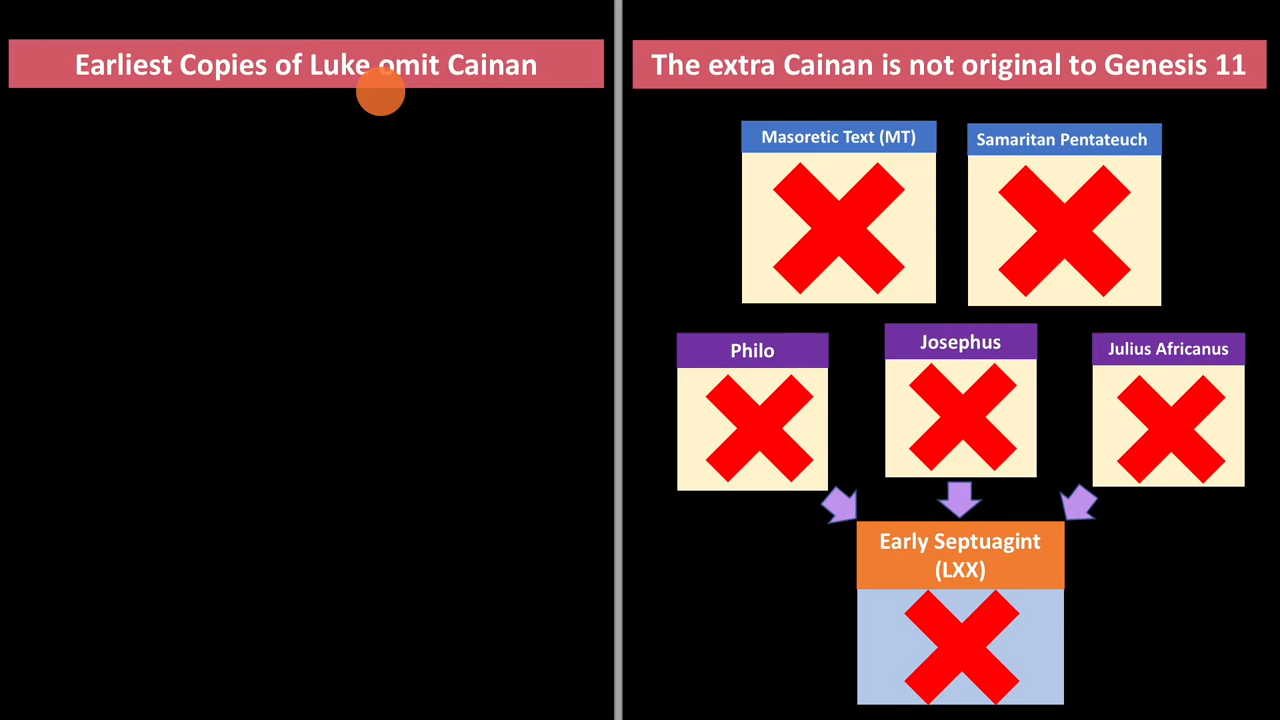 Earliest Copies of Luke omit Cainan
The extra Cainan is not original to Genesis 11
Masoretic Text (MT)
Samaritan Pentateuch
Philo
Josephus
Julius Africanus
Early Septuagint
(LXX)